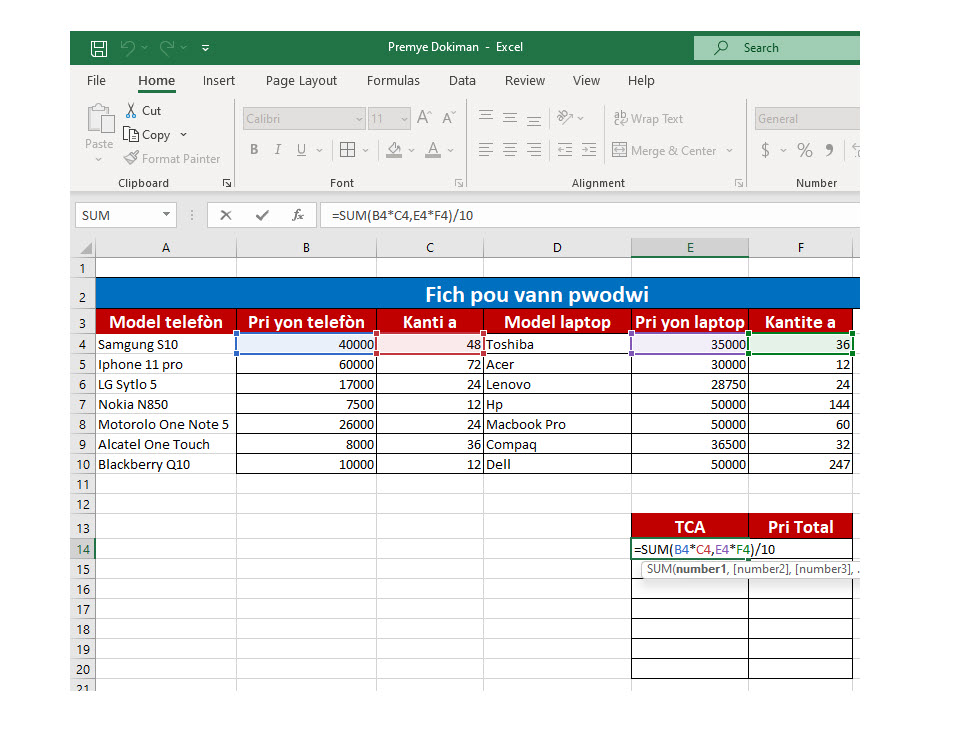 Premye Dokiman - Excel
Search
File Home Insert Page Layout Formulas Data Review View Help
Paste
Cut
Copy
Format Painter
Clipboard
Calibri 11
B I U
Font
ab Wrap Text
Merge & Center
Alignment
General
$ % 9
Number
SUM fx =SUM(B4*C4,E4*F4)/10
A B C D E F
1
2 Fich pou vann pwodwi
3 Model telefòn Pri yon telefòn Kanti a Model laptop Pri yon laptop Kantite a
4 Samgung S10 40000 48 Toshiba 35000 36
5 Iphone 11 pro 60000 72 Acer 30000 12
6 LG Sytlo 5 17000 24 Lenovo 28750 24
7 Nokia N850 7500 12 Hp 50000 144
8 Motorolo One Note 5 26000 24 Macbook Pro 50000 60
9 Alcatel One Touch 8000 36 Compaq 36500 32
10 Blackberry Q10 10000 12 Dell 50000 247
11
12
13 TCA Pri Total
14 =SUM(B4*C4,E4*F4)/10
15 SUM(number1, [number2], [number3], .
16
17
18
19
20
21